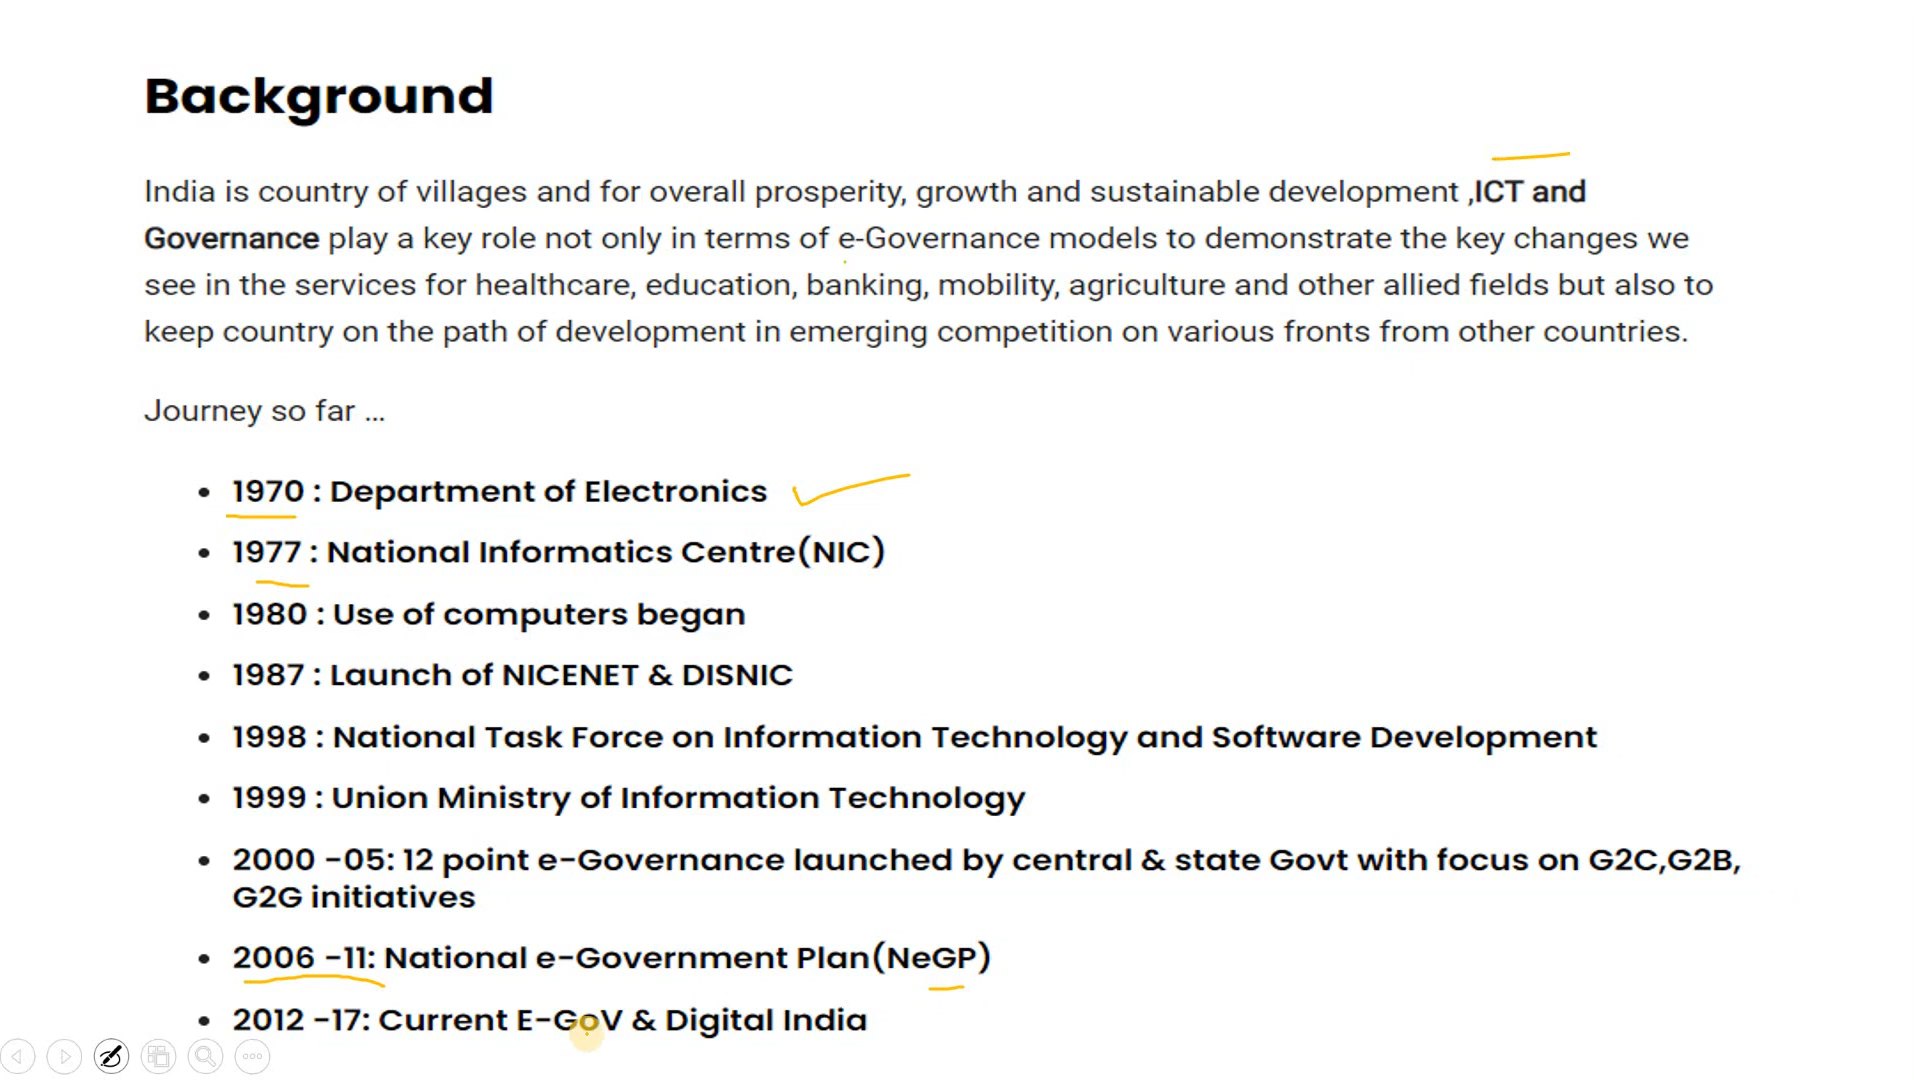 Background
India is country of villages and for overall prosperity, growth and sustainable development ,ICT and
Governance play a key role not only in terms of e-Governance models to demonstrate the key changes we
see in the services for healthcare, education, banking, mobility, agriculture and other allied fields but also to
keep country on the path of development in emerging competition on various fronts from other countries.
Journey so far ...
• 1970 : Department of Electronics
• 1977 : National Informatics Centre(NIC)
• 1980 : Use of computers began
• 1987 : Launch of NICENET & DISNIC
• 1998 : National Task Force on Information Technology and Software Development
• 1999 : Union Ministry of Information Technology
• 2000 -05: 12 point e-Governance launched by central & state Govt with focus on G2C,G2B,
G2G initiatives
• 2006 -11: National e-Government Plan(NeGP)
• 2012 -17: Current E-GoV & Digital India